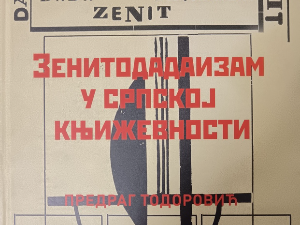 ZENIT
ЗЕНИТОДАДАИЗАМ
У СРПСКОЈ
КЊИЖЕВНОСТИ
ПРЕДРАГ ТОДОРОВИЋ